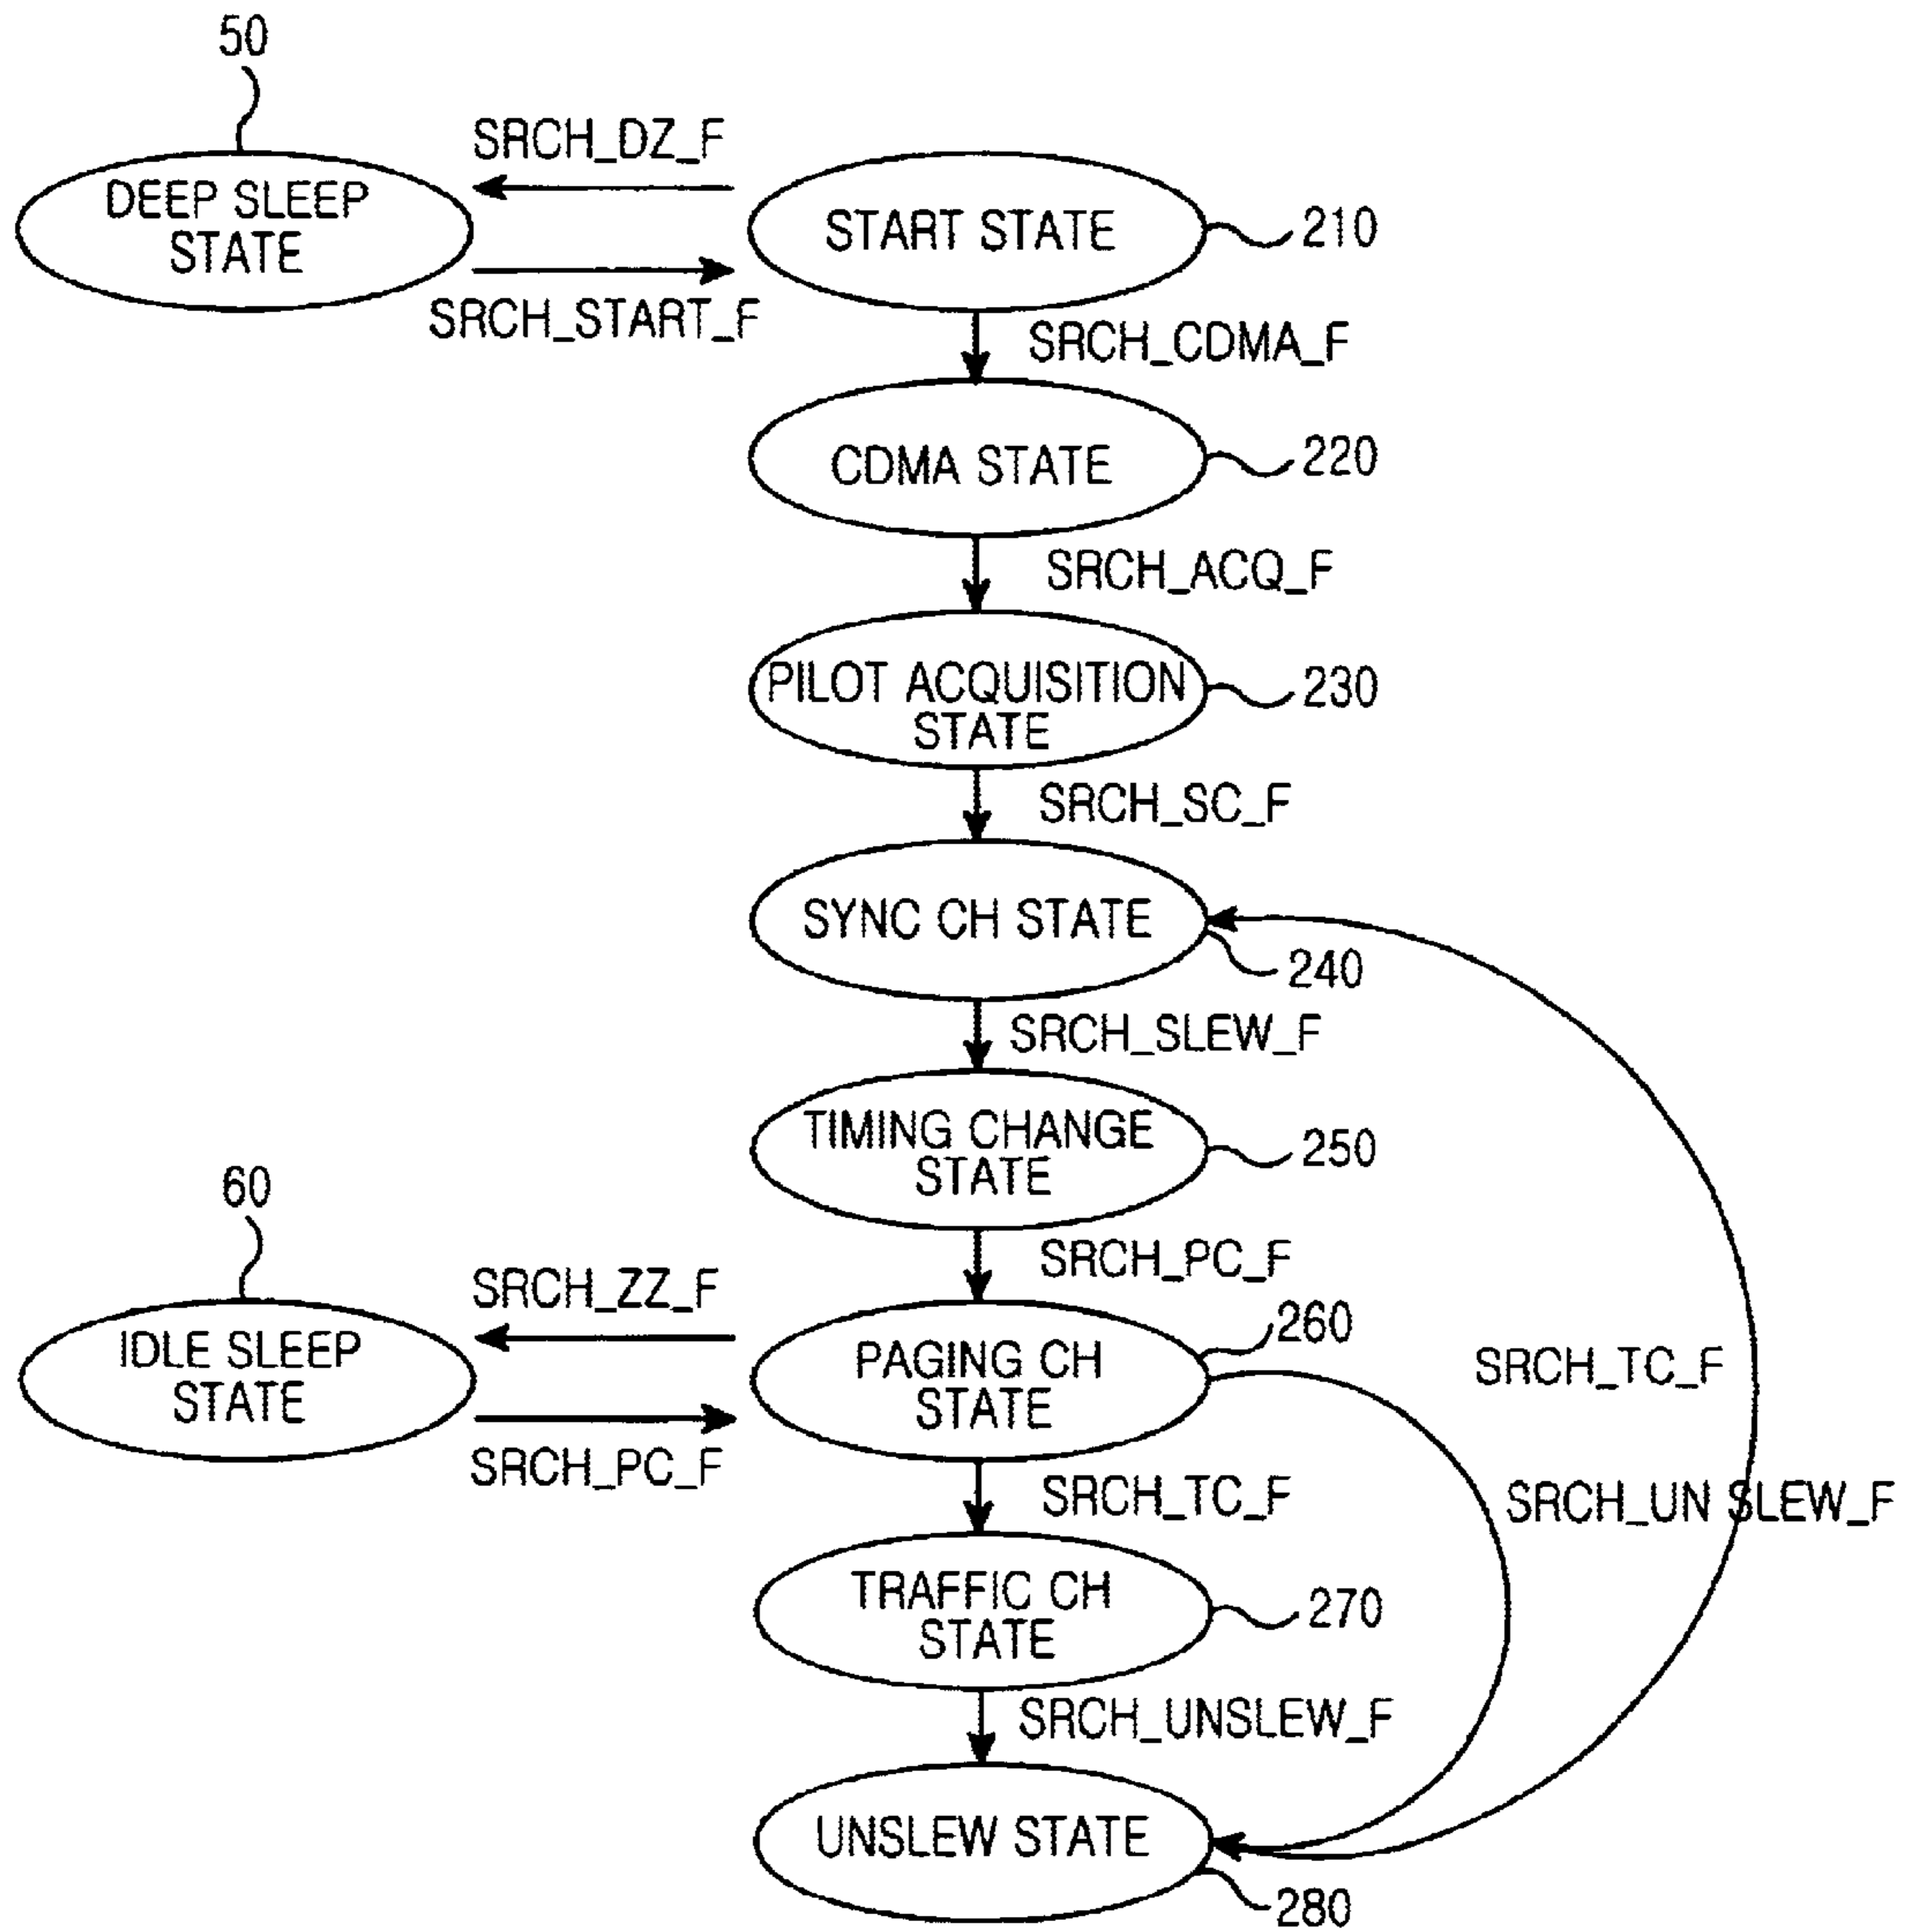 50
SRCH_DZ_F
DEEP SLEEP
STATE
START STATE
210
SRCH_START_F
SRCH_CDMA_F
CDMA STATE
220
SRCH_ACQ_F
PILOT ACQUISITION
STATE
230
SRCH_SC_F
SYNC CH STATE
240
SRCH_SLEW_F
TIMING CHANGE
STATE
250
60
SRCH_PC_F
SRCH_ZZ_F
IDLE SLEEP
STATE
PAGING CH
STATE
260
SRCH_TC_F
SRCH_PC_F
SRCH_TC_F
SRCH_UN SLEW_F
TRAFFIC CH
STATE
270
SRCH_UNSLEW_F
UNSLEW STATE
280